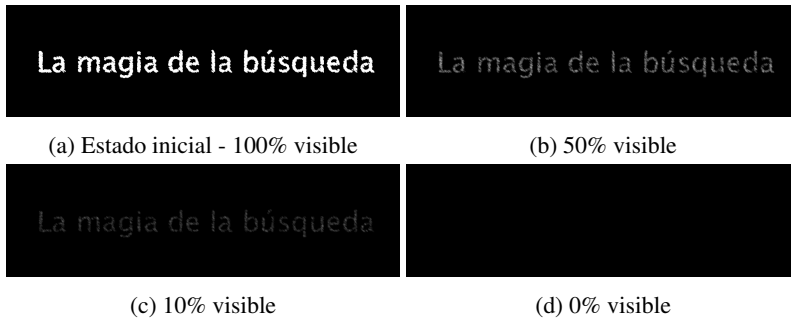 La magia de la búsqueda
La magia de la búsqueda
(a) Estado inicial - 100% visible
(b) 50% visible
La magia de la búsqueda
(c) 10% visible
(d) 0% visible